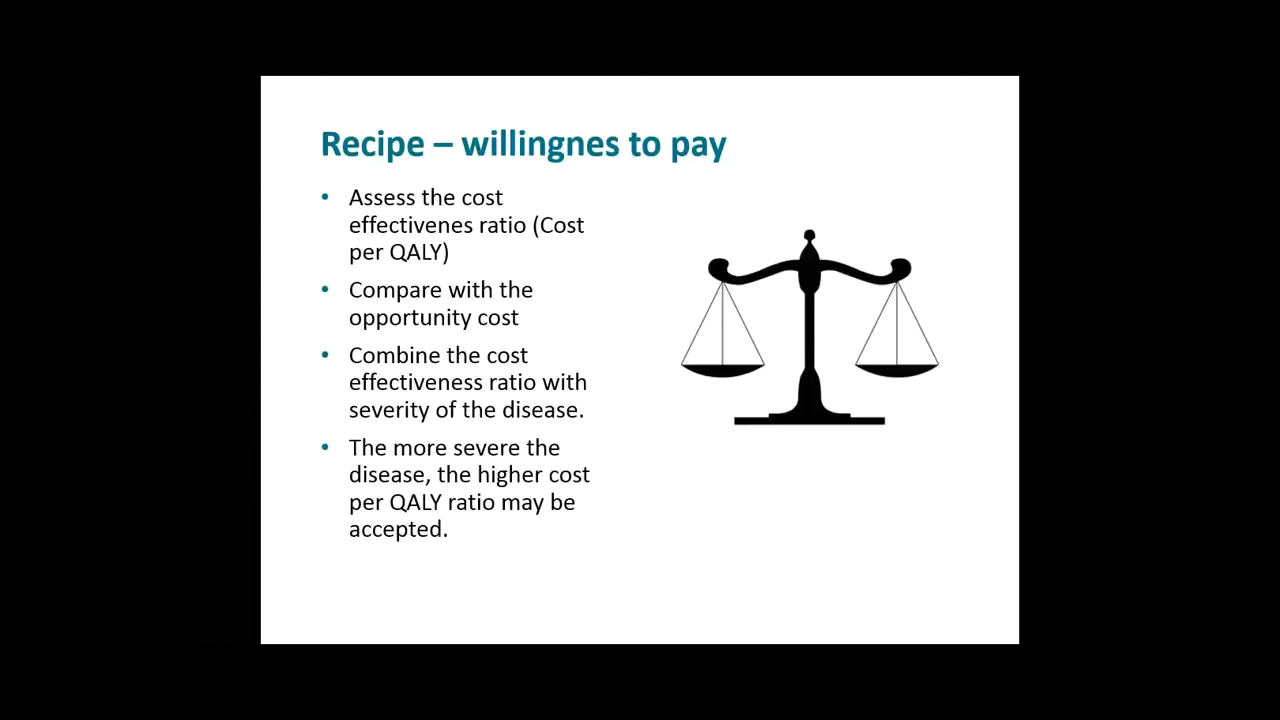 Recipe – willingnes to pay
• Assess the cost
effectivenes ratio (Cost
per QALY)
• Compare with the
opportunity cost
• Combine the cost
effectiveness ratio with
severity of the disease.
• The more severe the
disease, the higher cost
per QALY ratio may be
accepted.